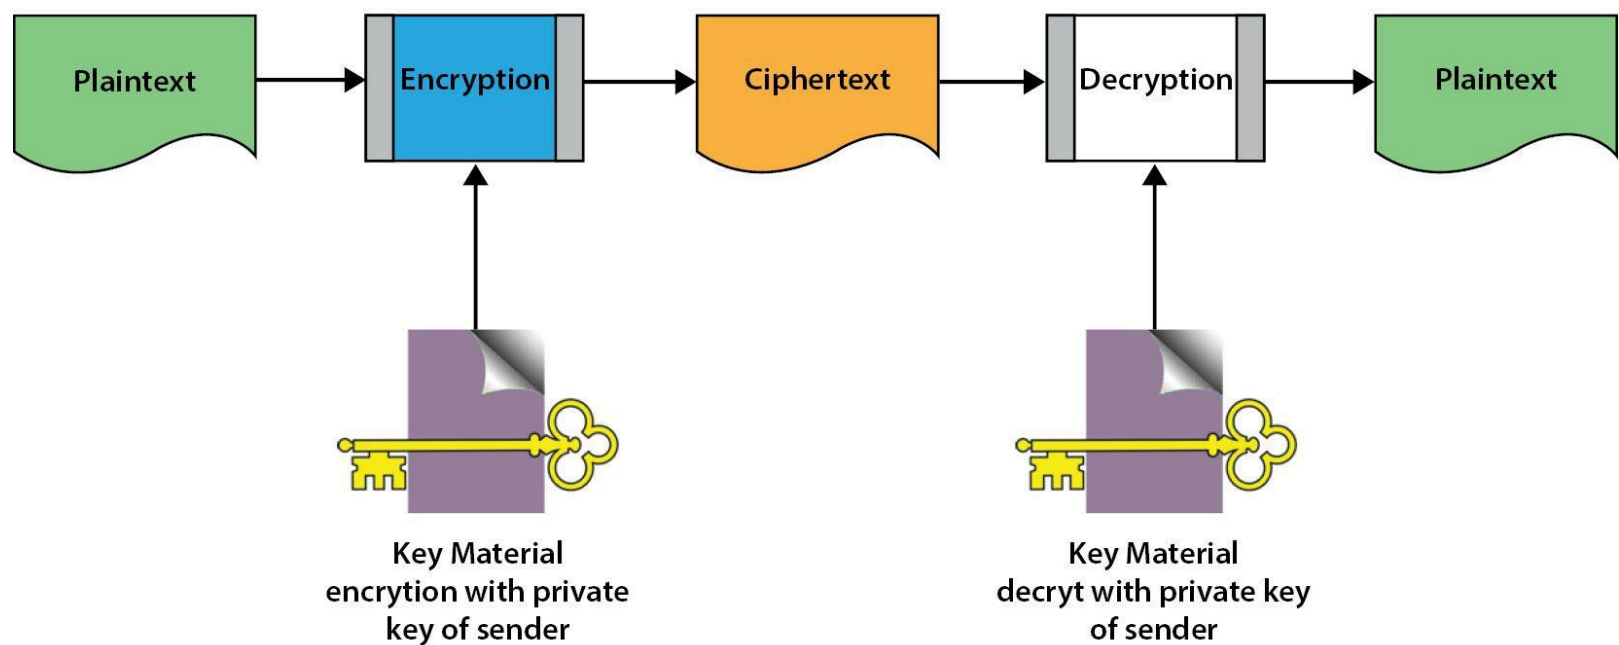 Plaintext
Encryption
Ciphertext
Decryption
Plaintext
Key Material
encrytion with private
key of sender
Key Material
decryt with private key
of sender